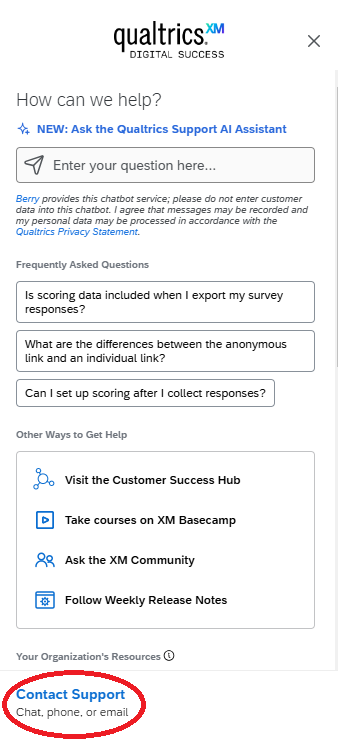 qualtrics.XM
DIGITAL SUCCESS
How can we help?
NEW: Ask the Qualtrics Support AI Assistant
Enter your question here...
Berry provides this chatbot service; please do not enter customer
data into this chatbot. I agree that messages may be recorded and
my personal data may be processed in accordance with the
Qualtrics Privacy Statement.
Frequently Asked Questions
Is scoring data included when I export my survey
responses?
What are the differences between the anonymous
link and an individual link?
Can I set up scoring after I collect responses?
Other Ways to Get Help
Visit the Customer Success Hub
Take courses on XM Basecamp
Ask the XM Community
Follow Weekly Release Notes
Your Organization's Resources
Contact Support
Chat, phone, or email